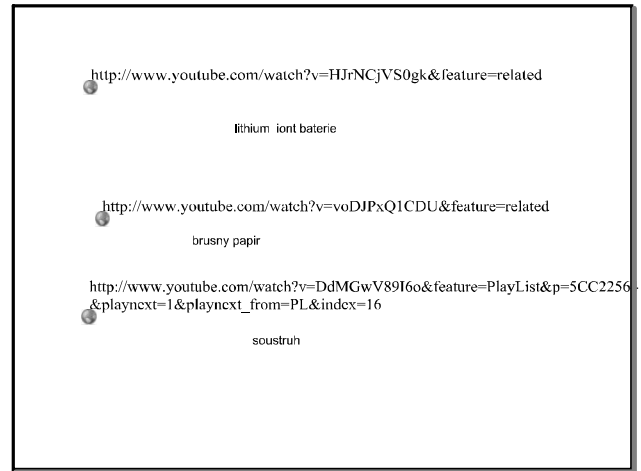 http://www.youtube.com/watch?v=HJrNCjVS0gk&feature=related
lithium iont baterie
http://www.youtube.com/watch?v=voDJPxQ1CDU&feature=related
brusny papir
http://www.youtube.com/watch?v=DdMGwV89I6o&feature=PlayList&p=5CC2256
&playnext=1&playnext_from=PL&index=16
soustruh